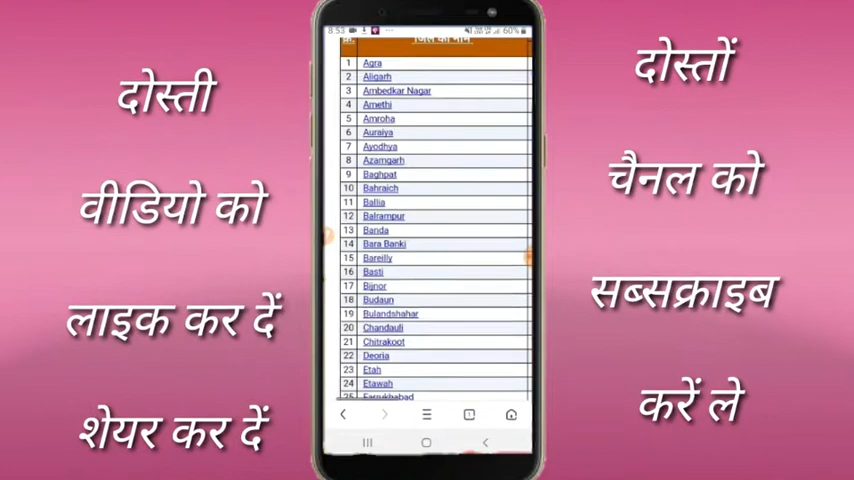 दोस्ती
वीडियो को
लाइक कर दें
शेयर कर दें
8:53
60%
क्र. जिले का नाम
1 Agra
2 Aligarh
3 Ambedkar Nagar
4 Amethi
5 Amroha
6 Auraiya
7 Ayodhya
8 Azamgarh
9 Baghpat
10 Bahraich
11 Ballia
12 Balrampur
13 Banda
14 Bara Banki
15 Bareilly
16 Basti
17 Bijnor
18 Budaun
19 Bulandshahar
20 Chandauli
21 Chitrakoot
22 Deoria
23 Etah
24 Etawah
25 Farrukhabad
1
दोस्तों
चैनल को
सब्सक्राइब
करें ले